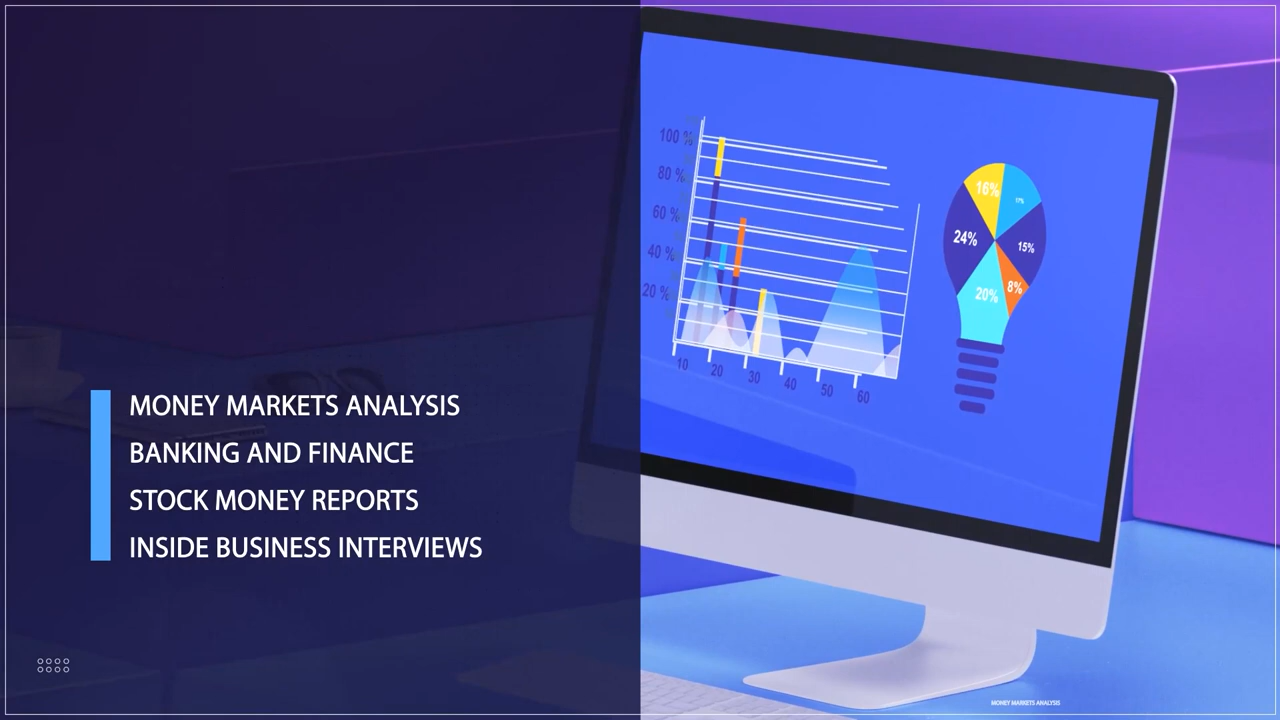 MONEY MARKETS ANALYSIS
BANKING AND FINANCE
STOCK MONEY REPORTS
INSIDE BUSINESS INTERVIEWS
100 %
80 %
60 %
40 %
20 %
10 20 30 40 50 60
16%
17%
24%
15%
20%
8%
MONEY MARKETS ANALYSIS